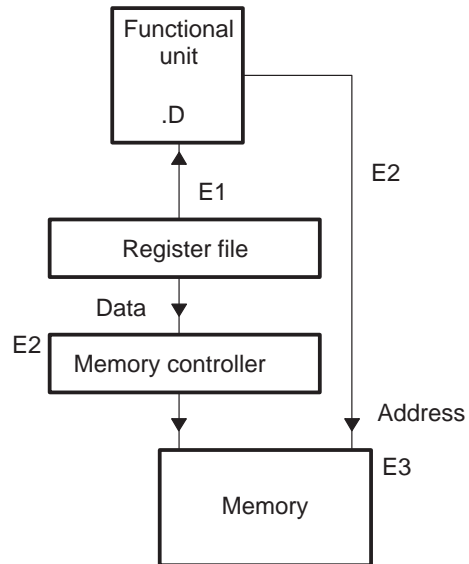 Functional
unit
.D
E2
E1
Register file
Data
E2
Memory controller
Address
E3
Memory